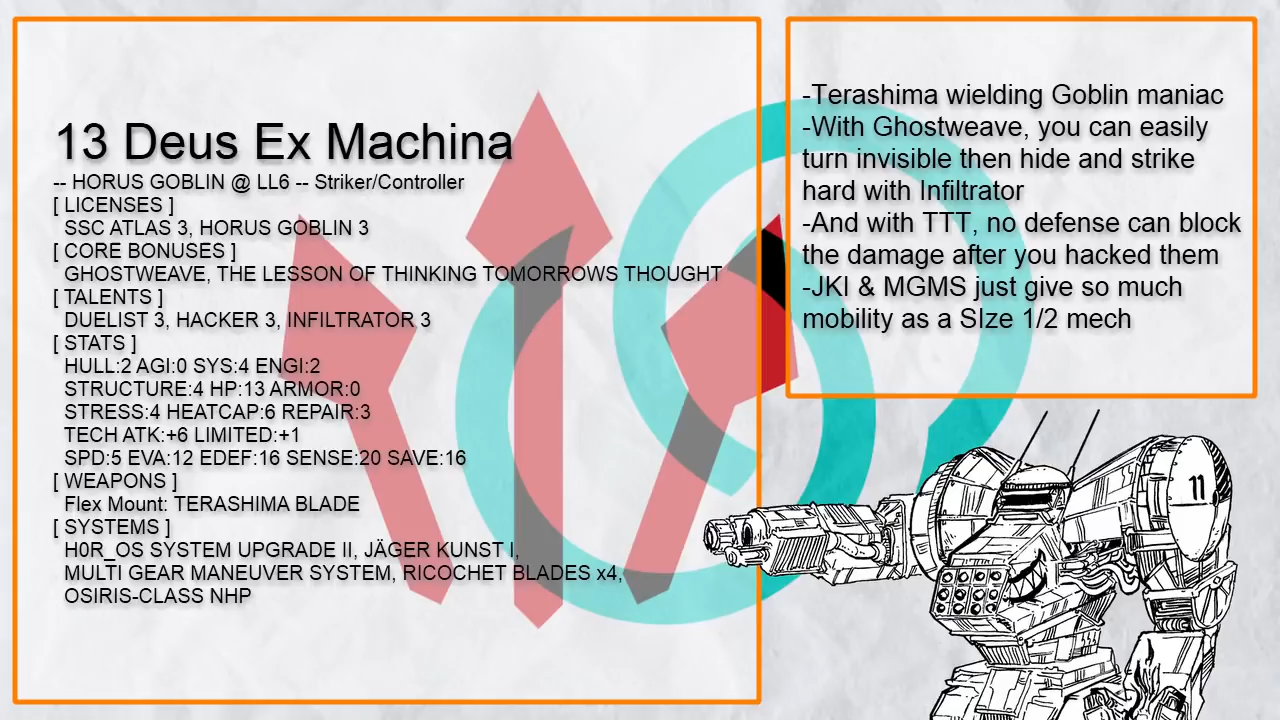 13 Deus Ex Machina
-- HORUS GOBLIN @ LL6 -- Striker/Controller
[ LICENSES ]
SSC ATLAS 3, HORUS GOBLIN 3
[ CORE BONUSES ]
GHOSTWEAVE, THE LESSON OF THINKING TOMORROWS THOUGHT
[ TALENTS ]
DUELIST 3, HACKER 3, INFILTRATOR 3
[ STATS ]
HULL:2 AGI:0 SYS:4 ENGI:2
STRUCTURE:4 HP:13 ARMOR:0
STRESS:4 HEATCAP:6 REPAIR:3
TECH ATK:+6 LIMITED:+1
SPD:5 EVA:12 EDEF:16 SENSE:20 SAVE:16
[ WEAPONS ]
Flex Mount: TERASHIMA BLADE
[ SYSTEMS ]
H0R_OS SYSTEM UPGRADE II, JÄGER KUNST I,
MULTI GEAR MANEUVER SYSTEM, RICOCHET BLADES x4,
OSIRIS-CLASS NHP
-Terashima wielding Goblin maniac
-With Ghostweave, you can easily
turn invisible then hide and strike
hard with Infiltrator
-And with TTT, no defense can block
the damage after you hacked them
-JKI & MGMS just give so much
mobility as a SIze 1/2 mech
11